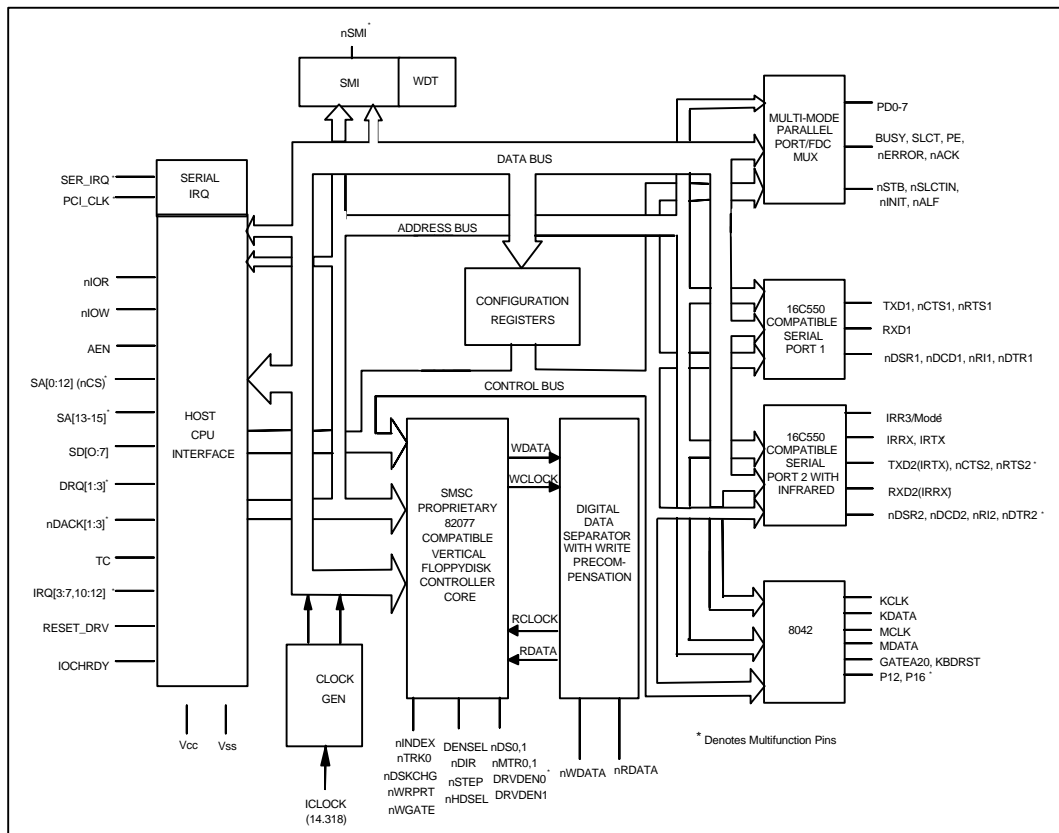 nSMI*
SMI
WDT
DATA BUS
ADDRESS BUS
SERIAL
IRQ
SER_IRQ*
PCI_CLK*
nIOR
nIOW
AEN
SA[0:12] (nCS)*
SA[13-15]*
SD[O:7]
DRQ[1:3]*
nDACK[1:3]*
TC
IRQ[3:7,10:12]*
RESET_DRV
IOCHRDY
HOST
CPU
INTERFACE
Vcc
Vss
CONFIGURATION
REGISTERS
CONTROL BUS
CLOCK
GEN
ICLOCK
(14.318)
SMSC
PROPRIETARY
82077
COMPATIBLE
VERTICAL
FLOPPYDISK
CONTROLLER
CORE
WDATA
WCLOCK
RCLOCK
RDATA
DIGITAL
DATA
SEPARATOR
WITH WRITE
PRECOM-
PENSATION
nINDEX
nTRK0
nDSKCHG
nWRPRT
nWGATE
DENSEL
nDIR
nSTEP
nHDSEL
nDS0,1
nMTR0,1
DRVDEN0*
DRVDEN1
nWDATA
nRDATA
MULTI-MODE
PARALLEL
PORT/FDC
MUX
PD0-7
BUSY, SLCT, PE,
nERROR, nACK
nSTB, nSLCTIN,
nINIT, nALF
16C550
COMPATIBLE
SERIAL
PORT 1
TXD1, nCTS1, nRTS1
RXD1
nDSR1, nDCD1, nRI1, nDTR1
16C550
COMPATIBLE
SERIAL
PORT 2 WITH
INFRARED
IRR3/Mode*
IRRX, IRTX
TXD2(IRTX), nCTS2, nRTS2*
RXD2(IRRX)*
nDSR2, nDCD2, nRI2, nDTR2*
8042
KCLK
KDATA
MCLK
MDATA
GATEA20, KBDRST
P12, P16*
* Denotes Multifunction Pins